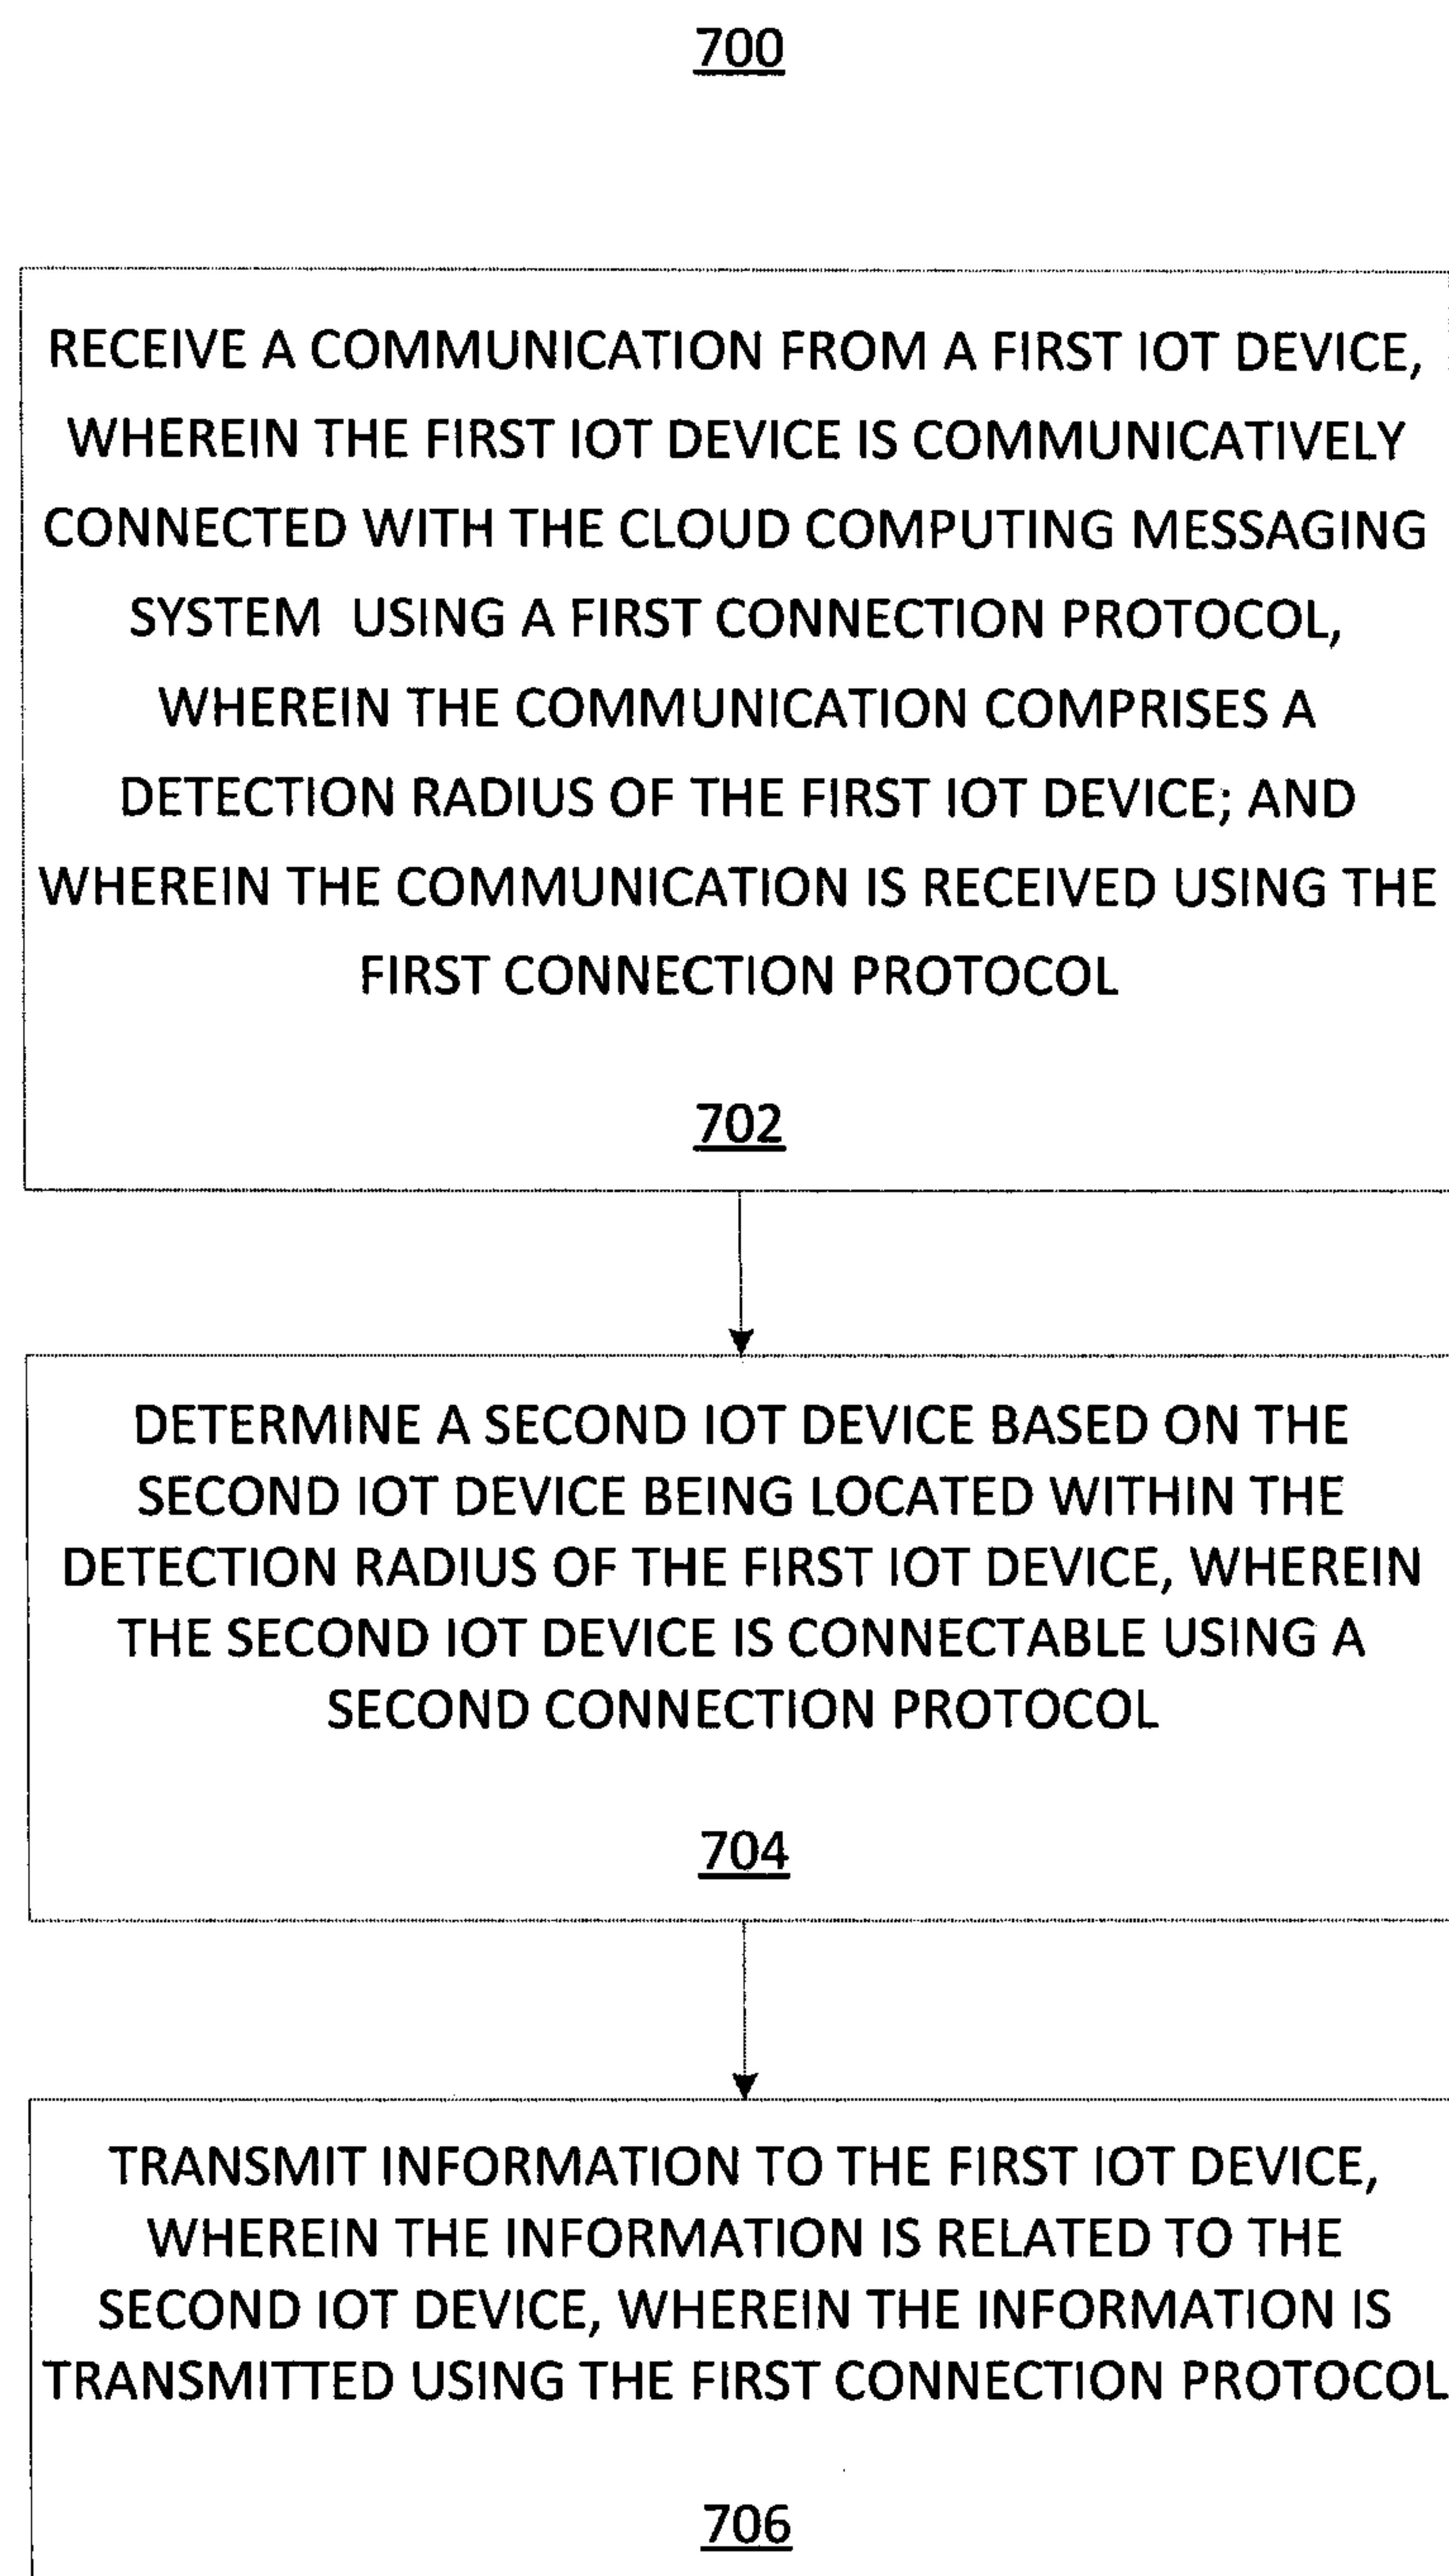 700
RECEIVE A COMMUNICATION FROM A FIRST IOT DEVICE,
WHEREIN THE FIRST IOT DEVICE IS COMMUNICATIVELY
CONNECTED WITH THE CLOUD COMPUTING MESSAGING
SYSTEM USING A FIRST CONNECTION PROTOCOL,
WHEREIN THE COMMUNICATION COMPRISES A
DETECTION RADIUS OF THE FIRST IOT DEVICE; AND
WHEREIN THE COMMUNICATION IS RECEIVED USING THE
FIRST CONNECTION PROTOCOL
702
DETERMINE A SECOND IOT DEVICE BASED ON THE
SECOND IOT DEVICE BEING LOCATED WITHIN THE
DETECTION RADIUS OF THE FIRST IOT DEVICE, WHEREIN
THE SECOND IOT DEVICE IS CONNECTABLE USING A
SECOND CONNECTION PROTOCOL
704
TRANSMIT INFORMATION TO THE FIRST IOT DEVICE,
WHEREIN THE INFORMATION IS RELATED TO THE
SECOND IOT DEVICE, WHEREIN THE INFORMATION IS
TRANSMITTED USING THE FIRST CONNECTION PROTOCOL
706